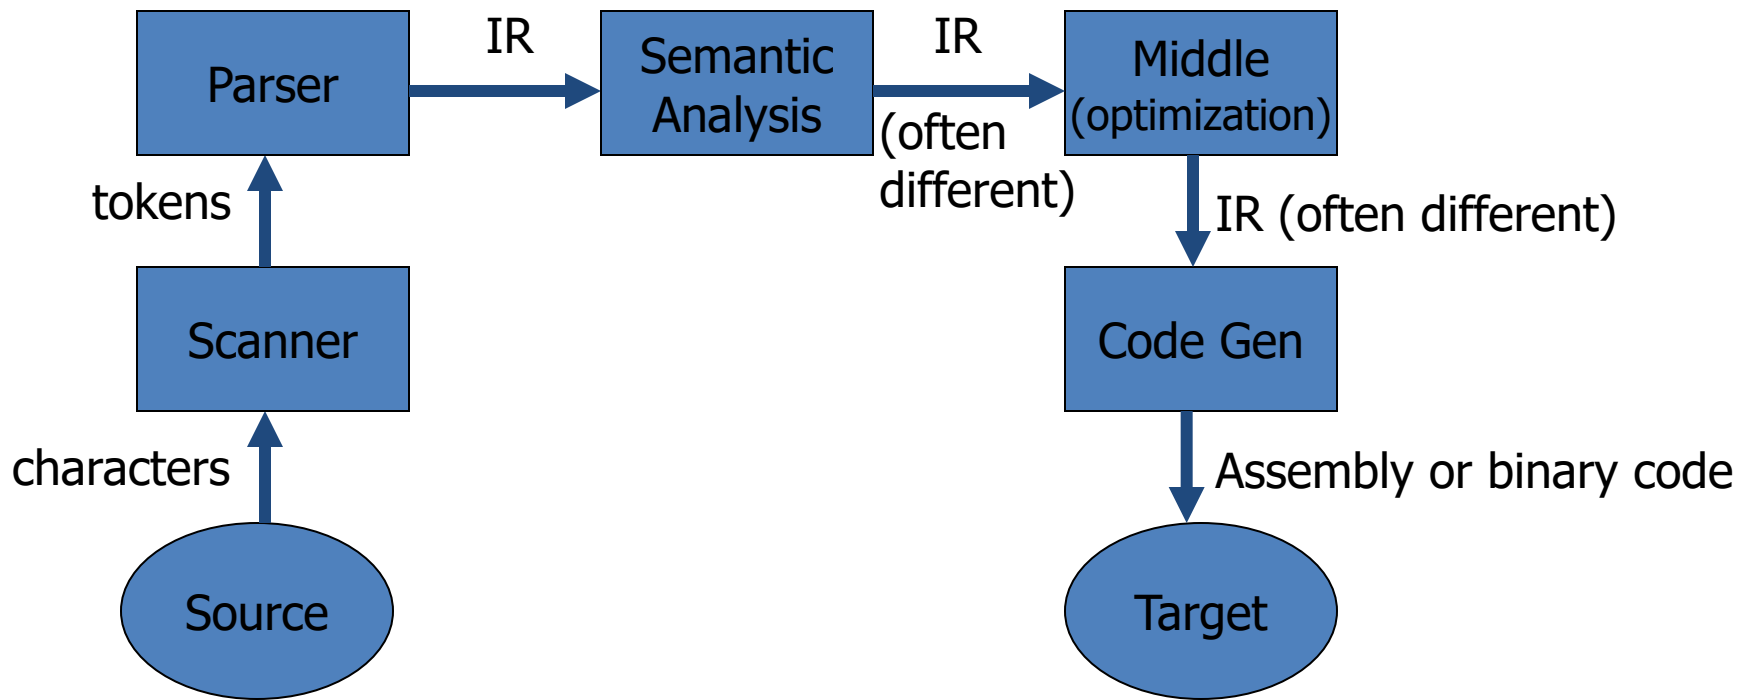 Parser
IR
Semantic
Analysis
IR
(often
different)
Middle
(optimization)
tokens
IR (often different)
Scanner
Code Gen
characters
Assembly or binary code
Source
Target